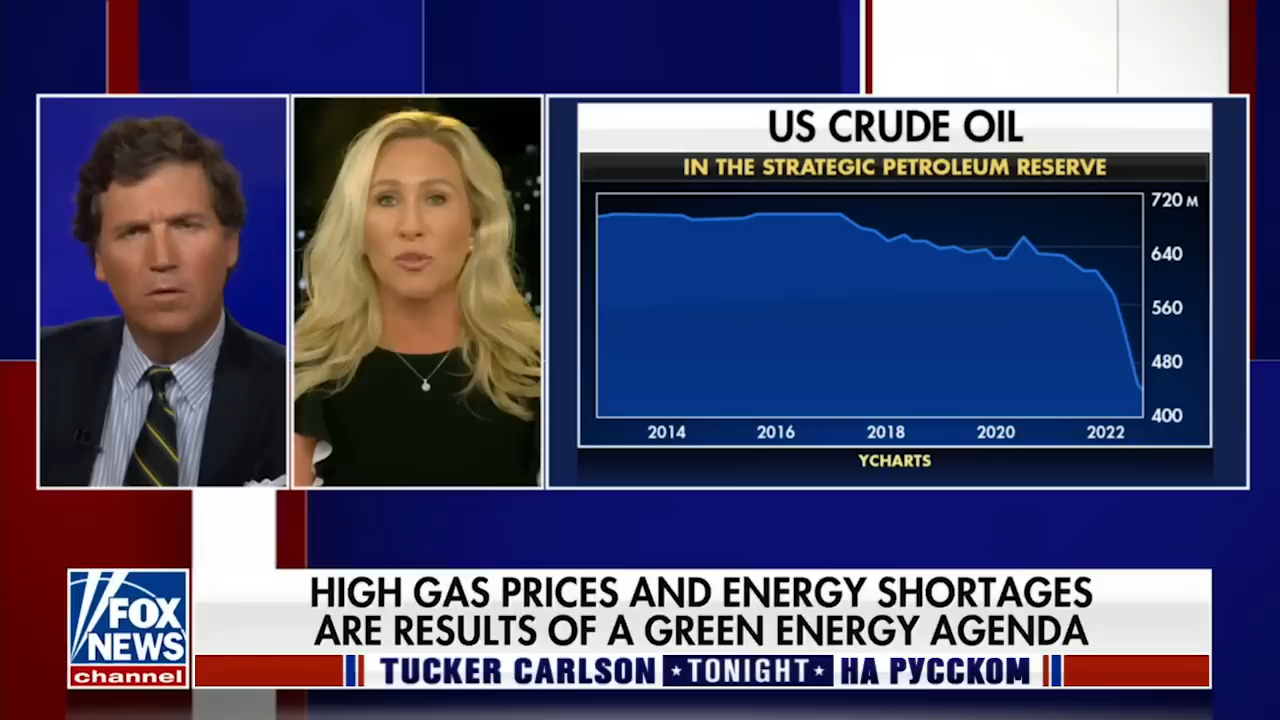 US CRUDE OIL
IN THE STRATEGIC PETROLEUM RESERVE
720 M
640
560
480
400
2014 2016 2018 2020 2022
YCHARTS
HIGH GAS PRICES AND ENERGY SHORTAGES
ARE RESULTS OF A GREEN ENERGY AGENDA
FOX
NEWS
channel
TUCKER CARLSON TONIGHT НА РУССКОМ